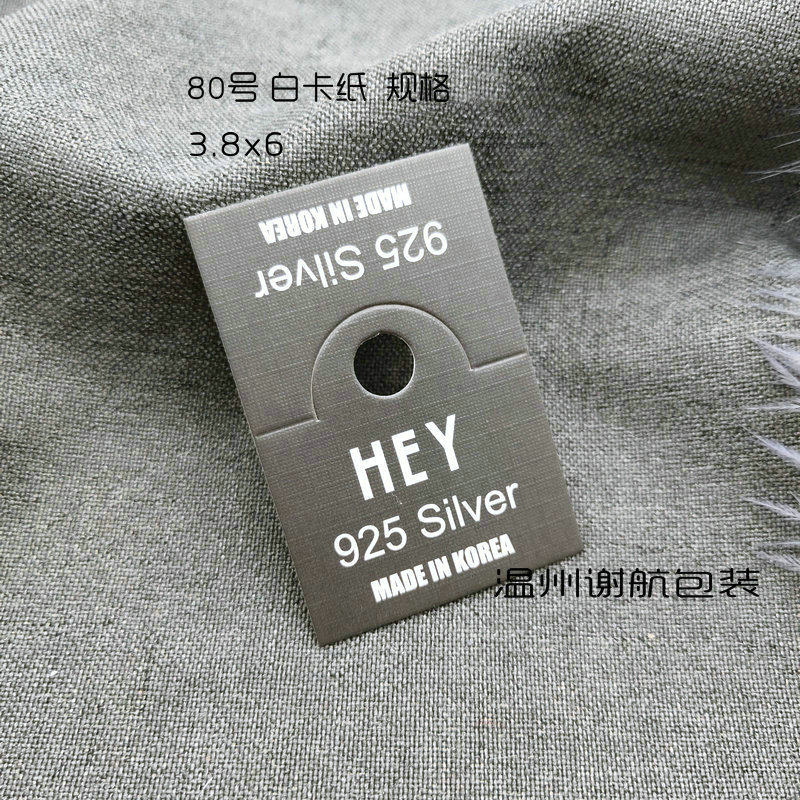 80号 白卡纸 规格
3.8x6
MADE IN KOREA
925 Silver
HEY
925 Silver
MADE IN KOREA
温州谢航包装